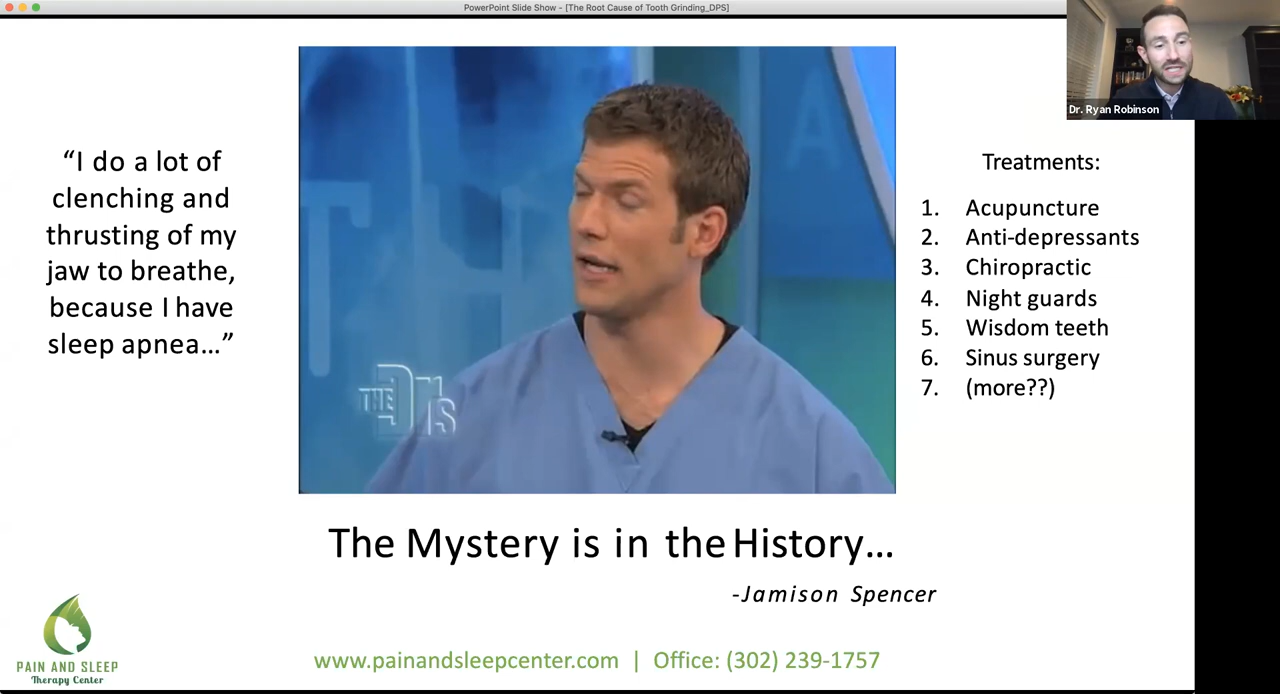 PowerPoint Slide Show - [The Root Cause of Tooth Grinding_DPS]
Dr. Ryan Robinson
“I do a lot of
clenching and
thrusting of my
jaw to breathe,
because I have
sleep apnea…”
THE DrS
Treatments:
1. Acupuncture
2. Anti-depressants
3. Chiropractic
4. Night guards
5. Wisdom teeth
6. Sinus surgery
7. (more??)
The Mystery is in the History…
-Jamison Spencer
PAIN AND SLEEP
Therapy Center
www.painandsleepcenter.com | Office: (302) 239-1757